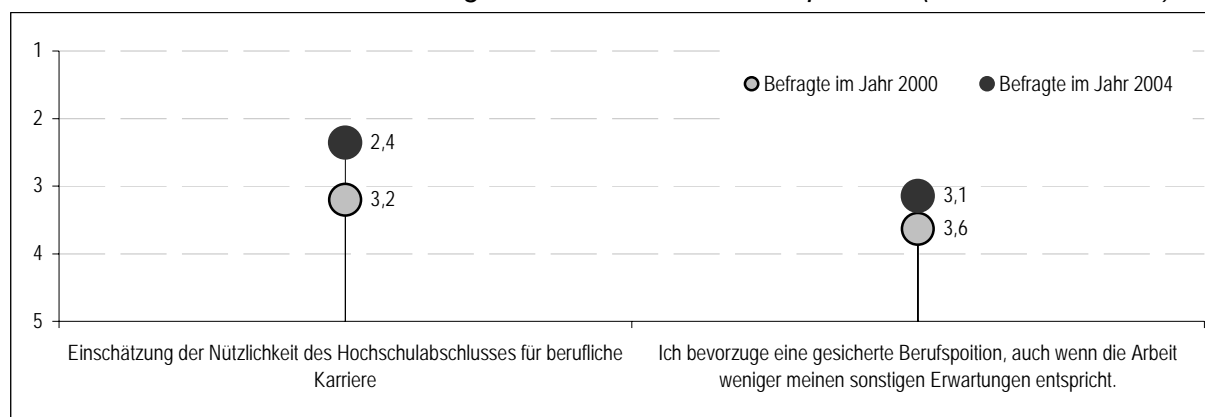 1
Befragte im Jahr 2000
Befragte im Jahr 2004
2
2,4
3
3,2
3,1
3,6
4
5
Einschätzung der Nützlichkeit des Hochschulabschlusses für berufliche
Karriere
Ich bevorzuge eine gesicherte Berufspoition, auch wenn die Arbeit
weniger meinen sonstigen Erwartungen entspricht.